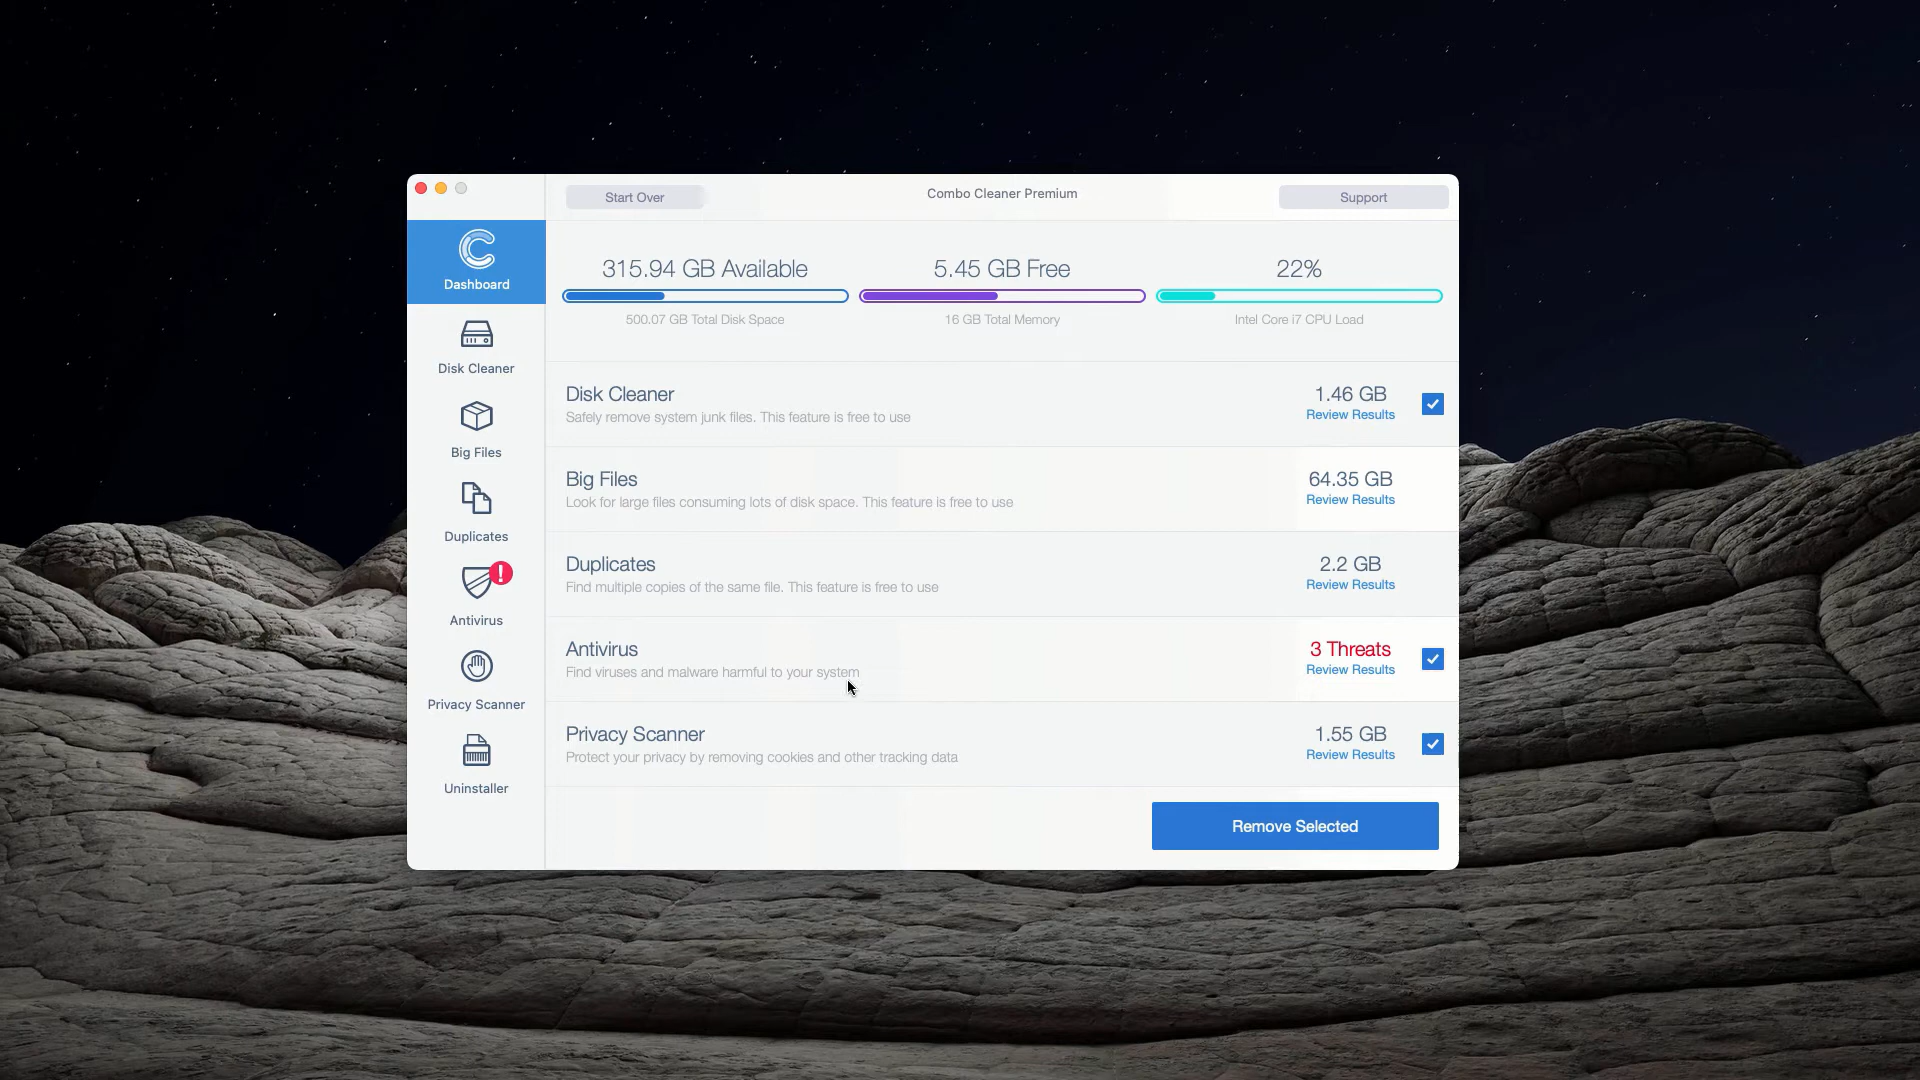 Start Over
Combo Cleaner Premium
Support
Dashboard
Disk Cleaner
Big Files
Duplicates
Antivirus
Privacy Scanner
Uninstaller
315.94 GB Available
500.07 GB Total Disk Space
5.45 GB Free
16 GB Total Memory
22%
Intel Core i7 CPU Load
Disk Cleaner
Safely remove system junk files. This feature is free to use
1.46 GB
Review Results
Big Files
Look for large files consuming lots of disk space. This feature is free to use
64.35 GB
Review Results
Duplicates
Find multiple copies of the same file. This feature is free to use
2.2 GB
Review Results
Antivirus
Find viruses and malware harmful to your system
3 Threats
Review Results
Privacy Scanner
Protect your privacy by removing cookies and other tracking data
1.55 GB
Review Results
Remove Selected